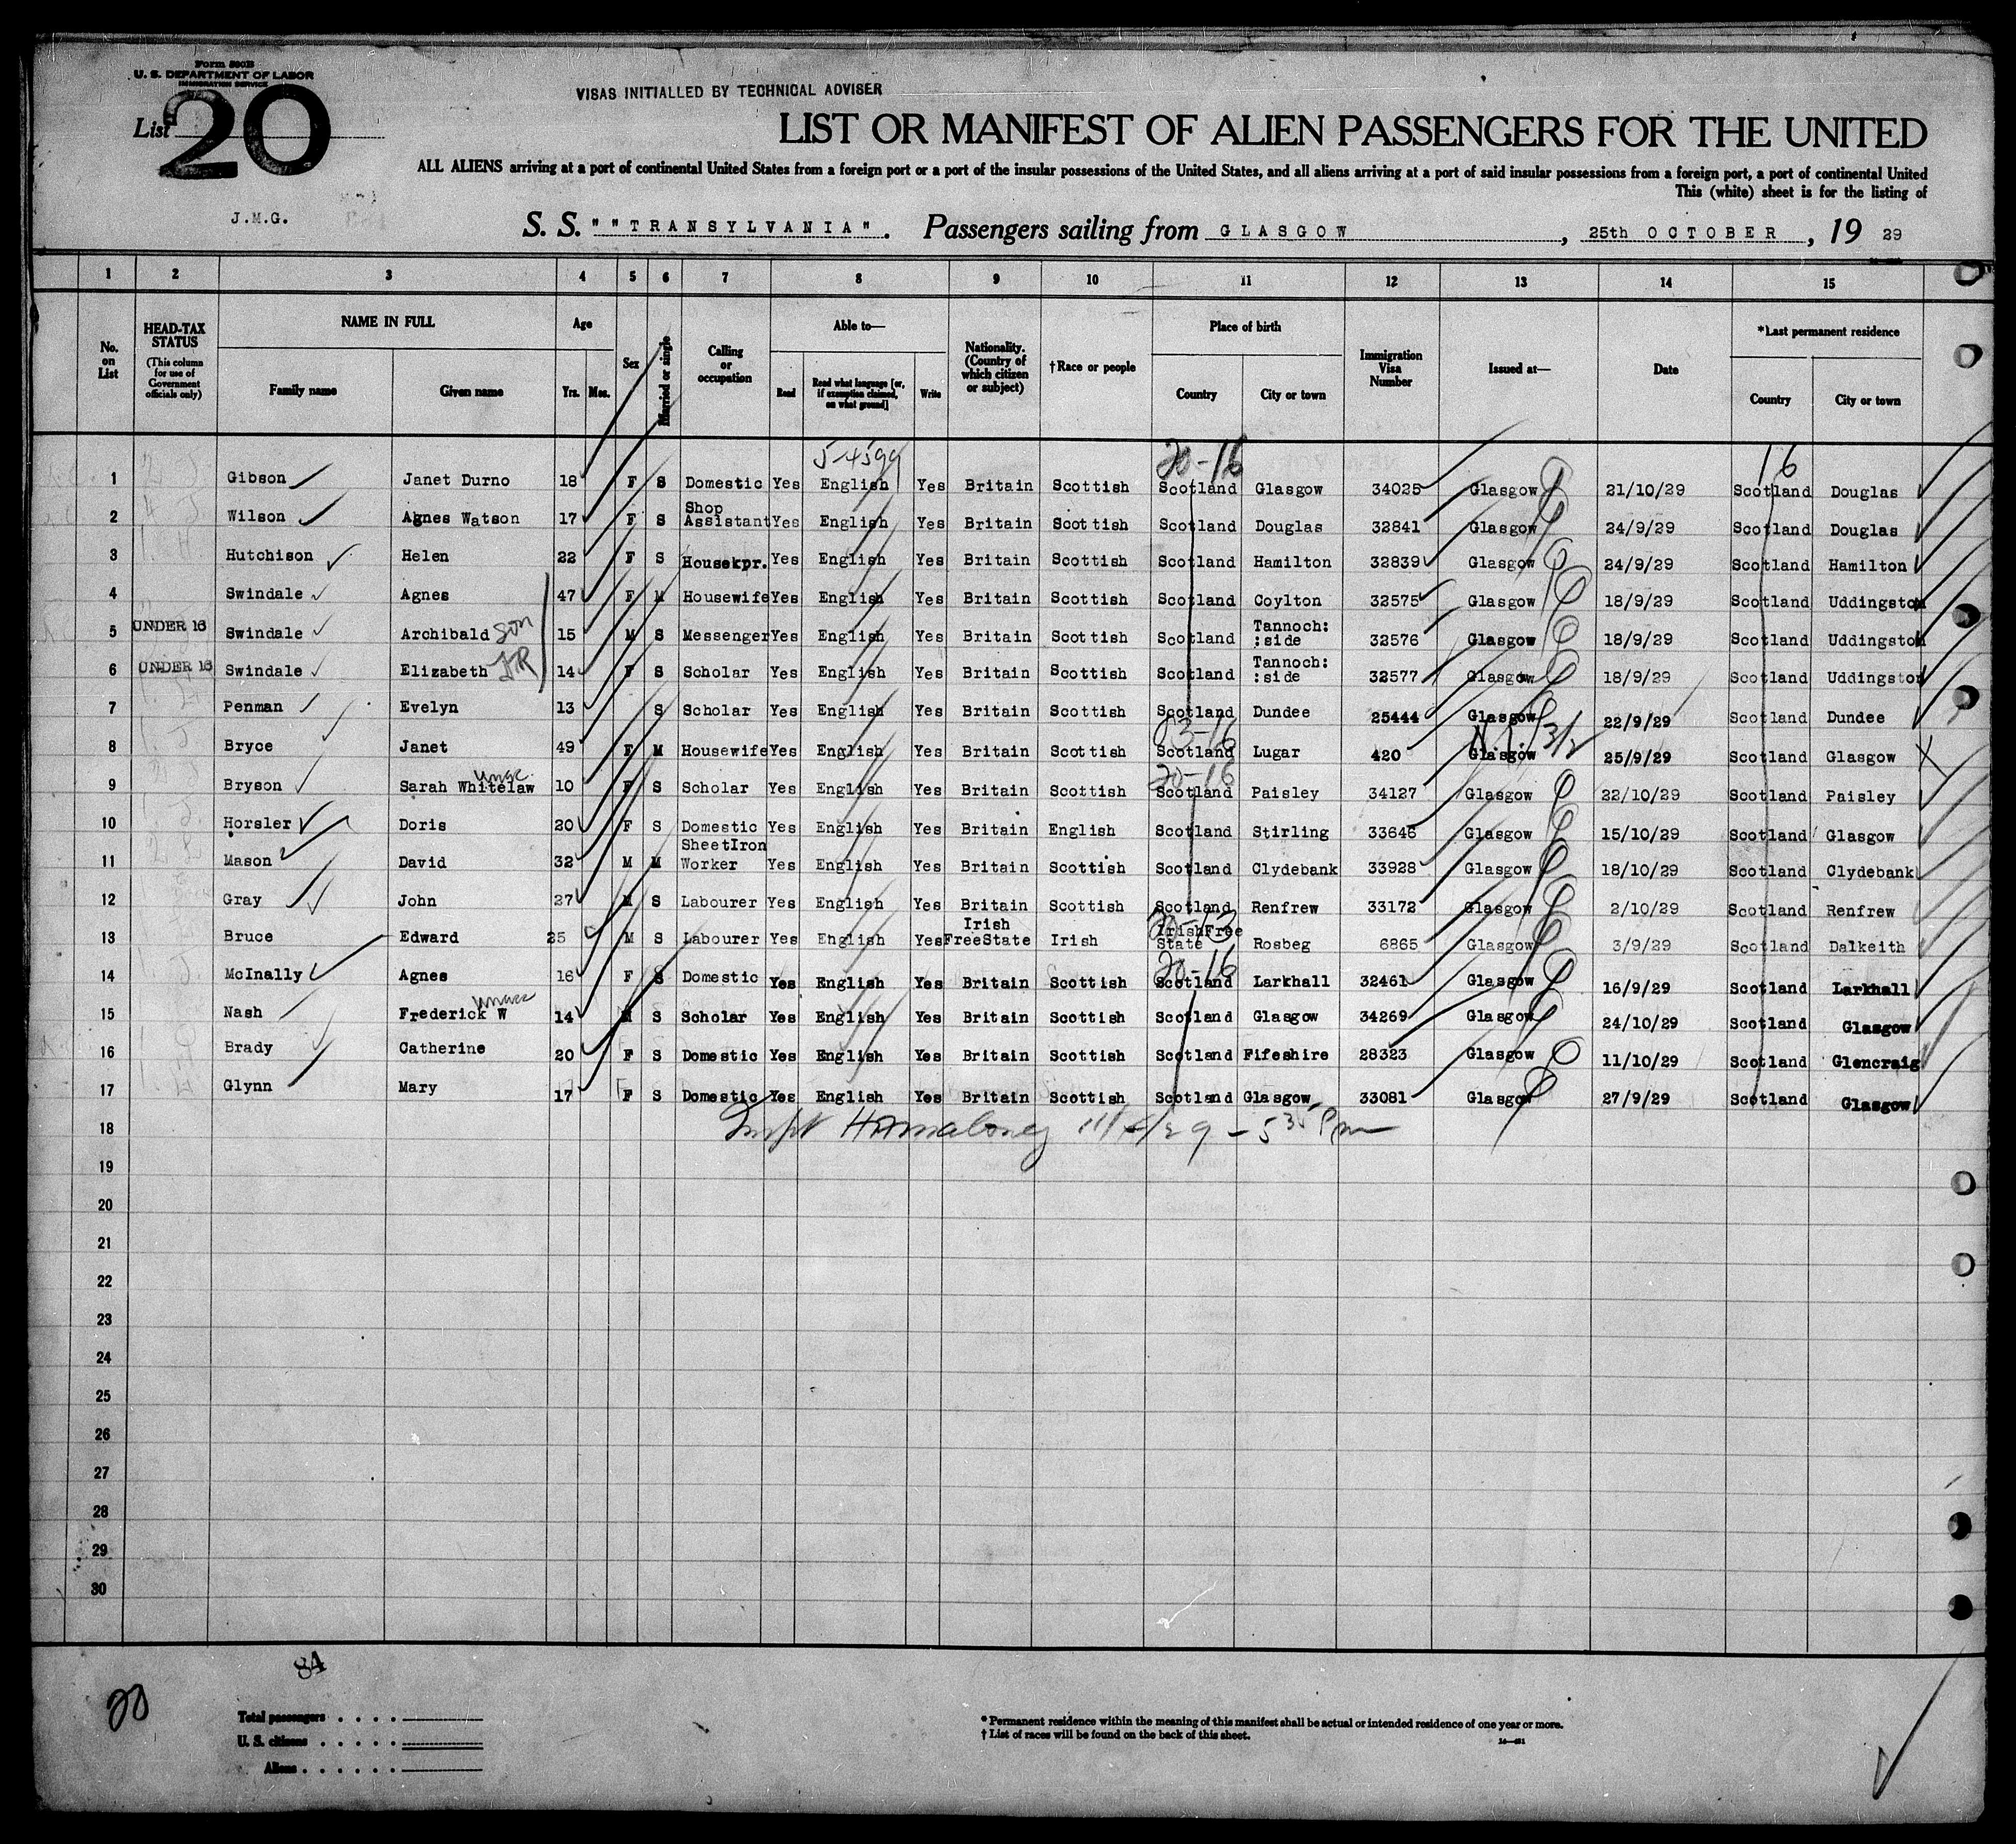 Form 500B
U. S. DEPARTMENT OF LABOR
IMMIGRATION SERVICE
VISAS INITIALLED BY TECHNICAL ADVISER
List 20
LIST OR MANIFEST OF ALIEN PASSENGERS FOR THE UNITED
ALL ALIENS arriving at a port of continental United States from a foreign port or a port of the insular possessions of the United States, and all aliens arriving at a port of said insular possessions from a foreign port, a port of continental United
This (white) sheet is for the listing of
J.M.G.
S. S. ""TRANSYLVANIA". Passengers sailing from GLASGOW, 25th OCTOBER, 19 29
1 2 3 4 5 6 7 8 9 10 11 12 13 14 15
No. on List
HEAD-TAX STATUS (This column for use of Government officials only)
NAME IN FULL Family name Given name
Age Yrs. Mos.
Sex
Married or single
Calling or occupation
Able to— Read Read what language [or, if exemption claimed, on what ground] Write
Nationality. (Country of which citizen or subject)
†Race or people
Place of birth Country City or town
Immigration Visa Number
Issued at—
Date
*Last permanent residence Country City or town
5-4599 20-16 16
1 Gibson Janet Durno 18 F S Domestic Yes English Yes Britain Scottish Scotland Glasgow 34025 Glasgow 21/10/29 Scotland Douglas
2 Wilson Agnes Watson 17 F S Shop Assistant Yes English Yes Britain Scottish Scotland Douglas 32841 Glasgow 24/9/29 Scotland Douglas
3 Hutchison Helen 22 F S Housekpr. Yes English Yes Britain Scottish Scotland Hamilton 32839 Glasgow 24/9/29 Scotland Hamilton
4 Swindale Agnes 47 F M Housewife Yes English Yes Britain Scottish Scotland Coylton 32575 Glasgow 18/9/29 Scotland Uddingston
5 UNDER 16 Swindale Archibald son 15 M S Messenger Yes English Yes Britain Scottish Scotland Tannoch: :side 32576 Glasgow 18/9/29 Scotland Uddingston
6 UNDER 16 Swindale Elizabeth 14 F S Scholar Yes English Yes Britain Scottish Scotland Tannoch: :side 32577 Glasgow 18/9/29 Scotland Uddingston
7 Penman Evelyn 13 S Scholar Yes English Yes Britain Scottish Scotland Dundee 25444 Glasgow 22/9/29 Scotland Dundee
03-16
8 Bryce Janet 49 F M Housewife Yes English Yes Britain Scottish Scotland Lugar 420 Glasgow 25/9/29 Scotland Glasgow
20-16
9 Bryson Sarah Whitelaw 10 F S Scholar Yes English Yes Britain Scottish Scotland Paisley 34127 Glasgow 22/10/29 Scotland Paisley
10 Horsler Doris 20 F S Domestic Yes English Yes Britain English Scotland Stirling 33646 Glasgow 15/10/29 Scotland Glasgow
11 Mason David 32 M M SheetIron Worker Yes English Yes Britain Scottish Scotland Clydebank 33928 Glasgow 18/10/29 Scotland Clydebank
12 Gray John 27 M S Labourer Yes English Yes Britain Scottish Scotland Renfrew 33172 Glasgow 2/10/29 Scotland Renfrew
13 Bruce Edward 25 M S Labourer Yes English Yes Irish FreeState Irish IrishFree State Rosbeg 6865 Glasgow 3/9/29 Scotland Dalkeith
20-16
14 McInally Agnes 16 F S Domestic Yes English Yes Britain Scottish Scotland Larkhall 32461 Glasgow 16/9/29 Scotland Larkhall
15 Nash Frederick W 14 M S Scholar Yes English Yes Britain Scottish Scotland Glasgow 34269 Glasgow 24/10/29 Scotland Glasgow
16 Brady Catherine 20 F S Domestic Yes English Yes Britain Scottish Scotland Fifeshire 28323 Glasgow 11/10/29 Scotland Glencraig
17 Glynn Mary 17 F S Domestic Yes English Yes Britain Scottish Scotland Glasgow 33081 Glasgow 27/9/29 Scotland Glasgow
18
19
20
21
22
23
24
25
26
27
28
29
30
84
20
Total passengers
U. S. citizens
Aliens
* Permanent residence within the meaning of this manifest shall be actual or intended residence of one year or more.
† List of races will be found on the back of this sheet.